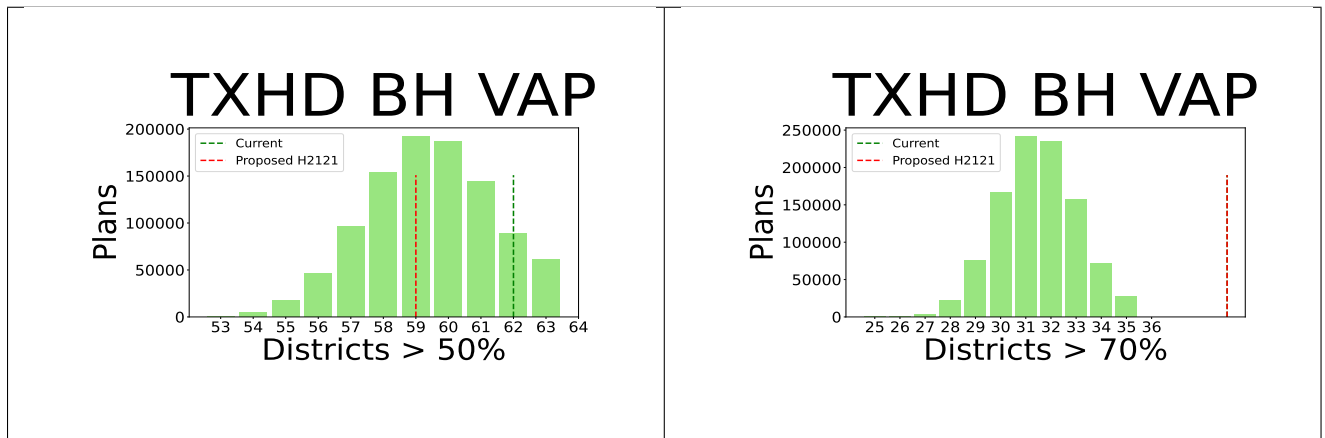 TXHD BH VAP
200000
150000
100000
50000
0
Plans
Current
Proposed H2121
53 54 55 56 57 58 59 60 61 62 63 64
Districts > 50%
TXHD BH VAP
250000
200000
150000
100000
50000
0
Plans
Current
Proposed H2121
25 26 27 28 29 30 31 32 33 34 35 36
Districts > 70%